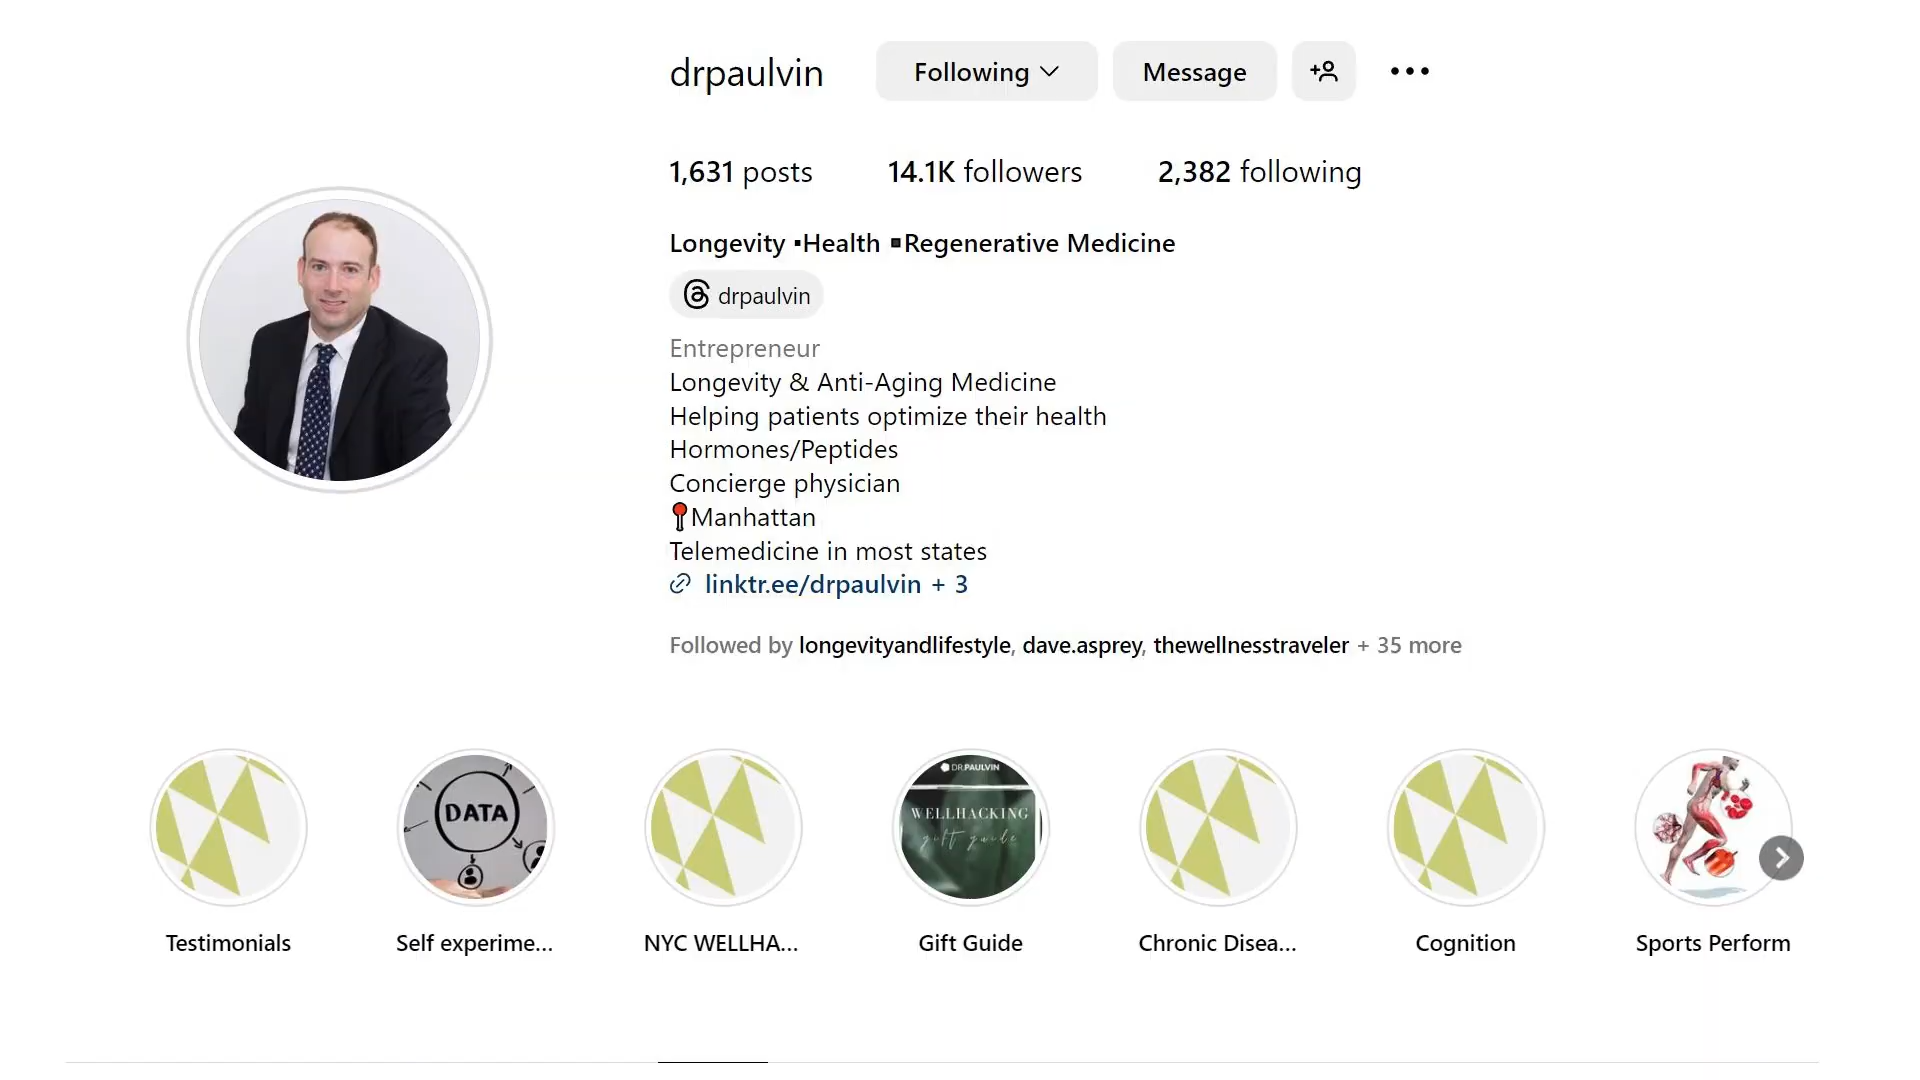 drpaulvin
Following
Message
1,631 posts
14.1K followers
2,382 following
Longevity ▪Health ◾Regenerative Medicine
drpaulvin
Entrepreneur
Longevity & Anti-Aging Medicine
Helping patients optimize their health
Hormones/Peptides
Concierge physician
📍Manhattan
Telemedicine in most states
linktr.ee/drpaulvin + 3
Followed by longevityandlifestyle, dave.asprey, thewellnesstraveler + 35 more
DATA
DR.PAULVIN
WELLHACKING
gift guide
Testimonials
Self experime...
NYC WELLHA...
Gift Guide
Chronic Disea...
Cognition
Sports Perform